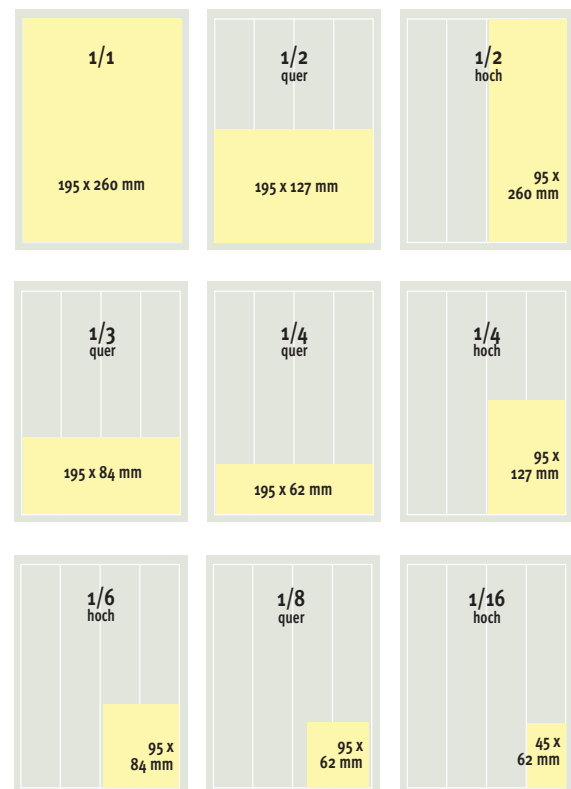 1/1
195 x 260 mm
1/2
quer
195 x 127 mm
1/2
hoch
95 x
260 mm
1/3
quer
195 x 84 mm
1/4
quer
195 x 62 mm
1/4
hoch
95 x
127 mm
1/6
hoch
95 x
84 mm
1/8
quer
95 x
62 mm
1/16
hoch
45 x
62 mm